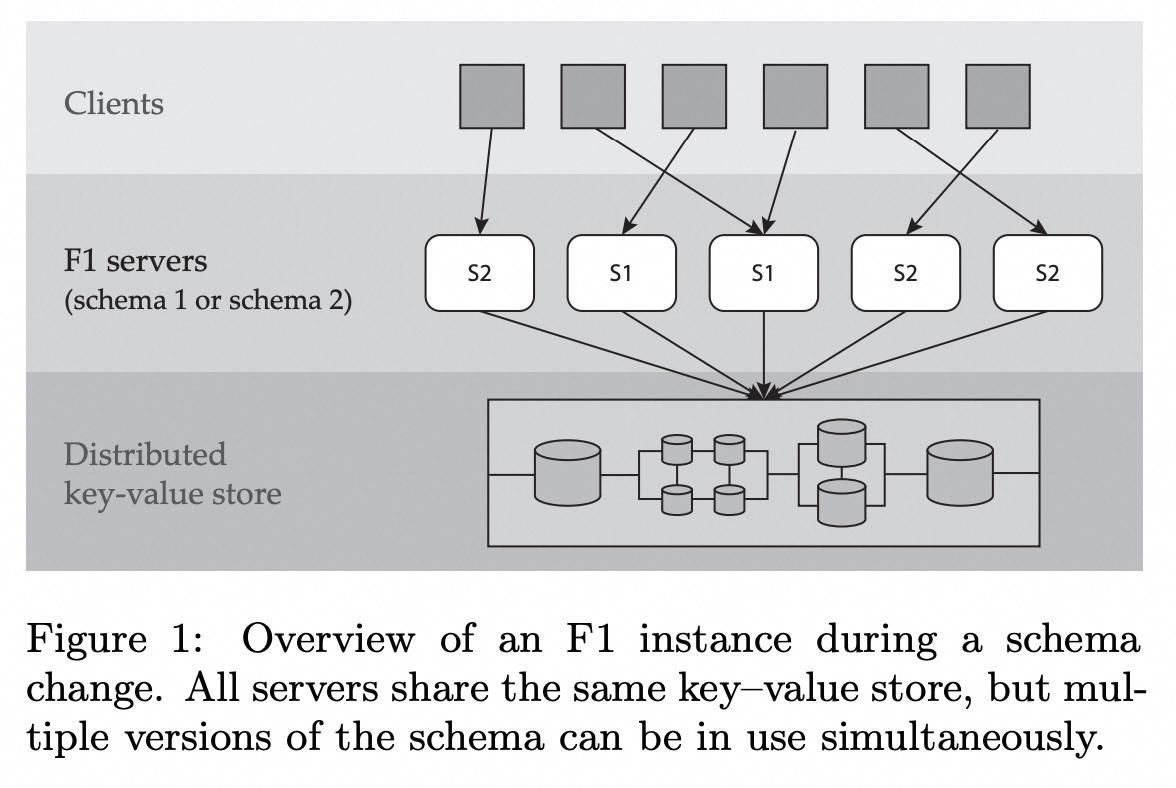 Clients
F1 servers
(schema 1 or schema 2)
S2
S1
S1
S2
S2
Distributed
key-value store
Figure 1: Overview of an F1 instance during a schema
change. All servers share the same key–value store, but mul-
tiple versions of the schema can be in use simultaneously.